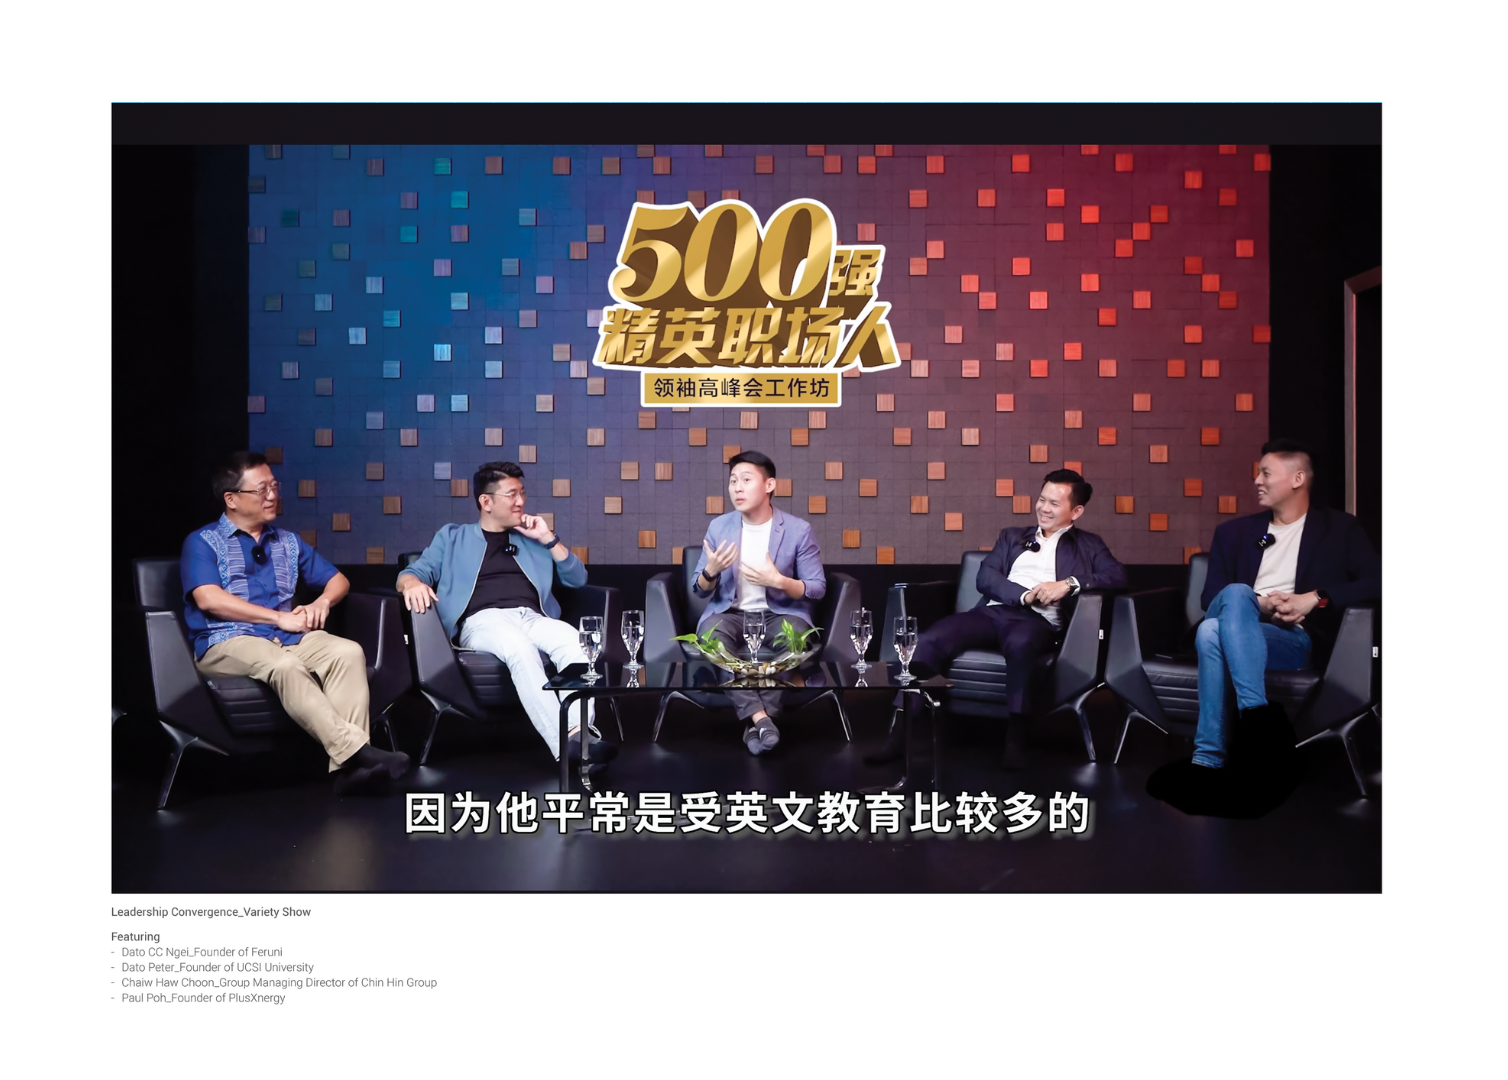 500强
精英职场人
领袖高峰会工作坊
因为他平常是受英文教育比较多的
Leadership Convergence_Variety Show
Featuring
- Dato CC Ngei_Founder of Feruni
- Dato Peter_Founder of UCSI University
- Chaiw Haw Choon_Group Managing Director of Chin Hin Group
- Paul Poh_Founder of PlusXnergy